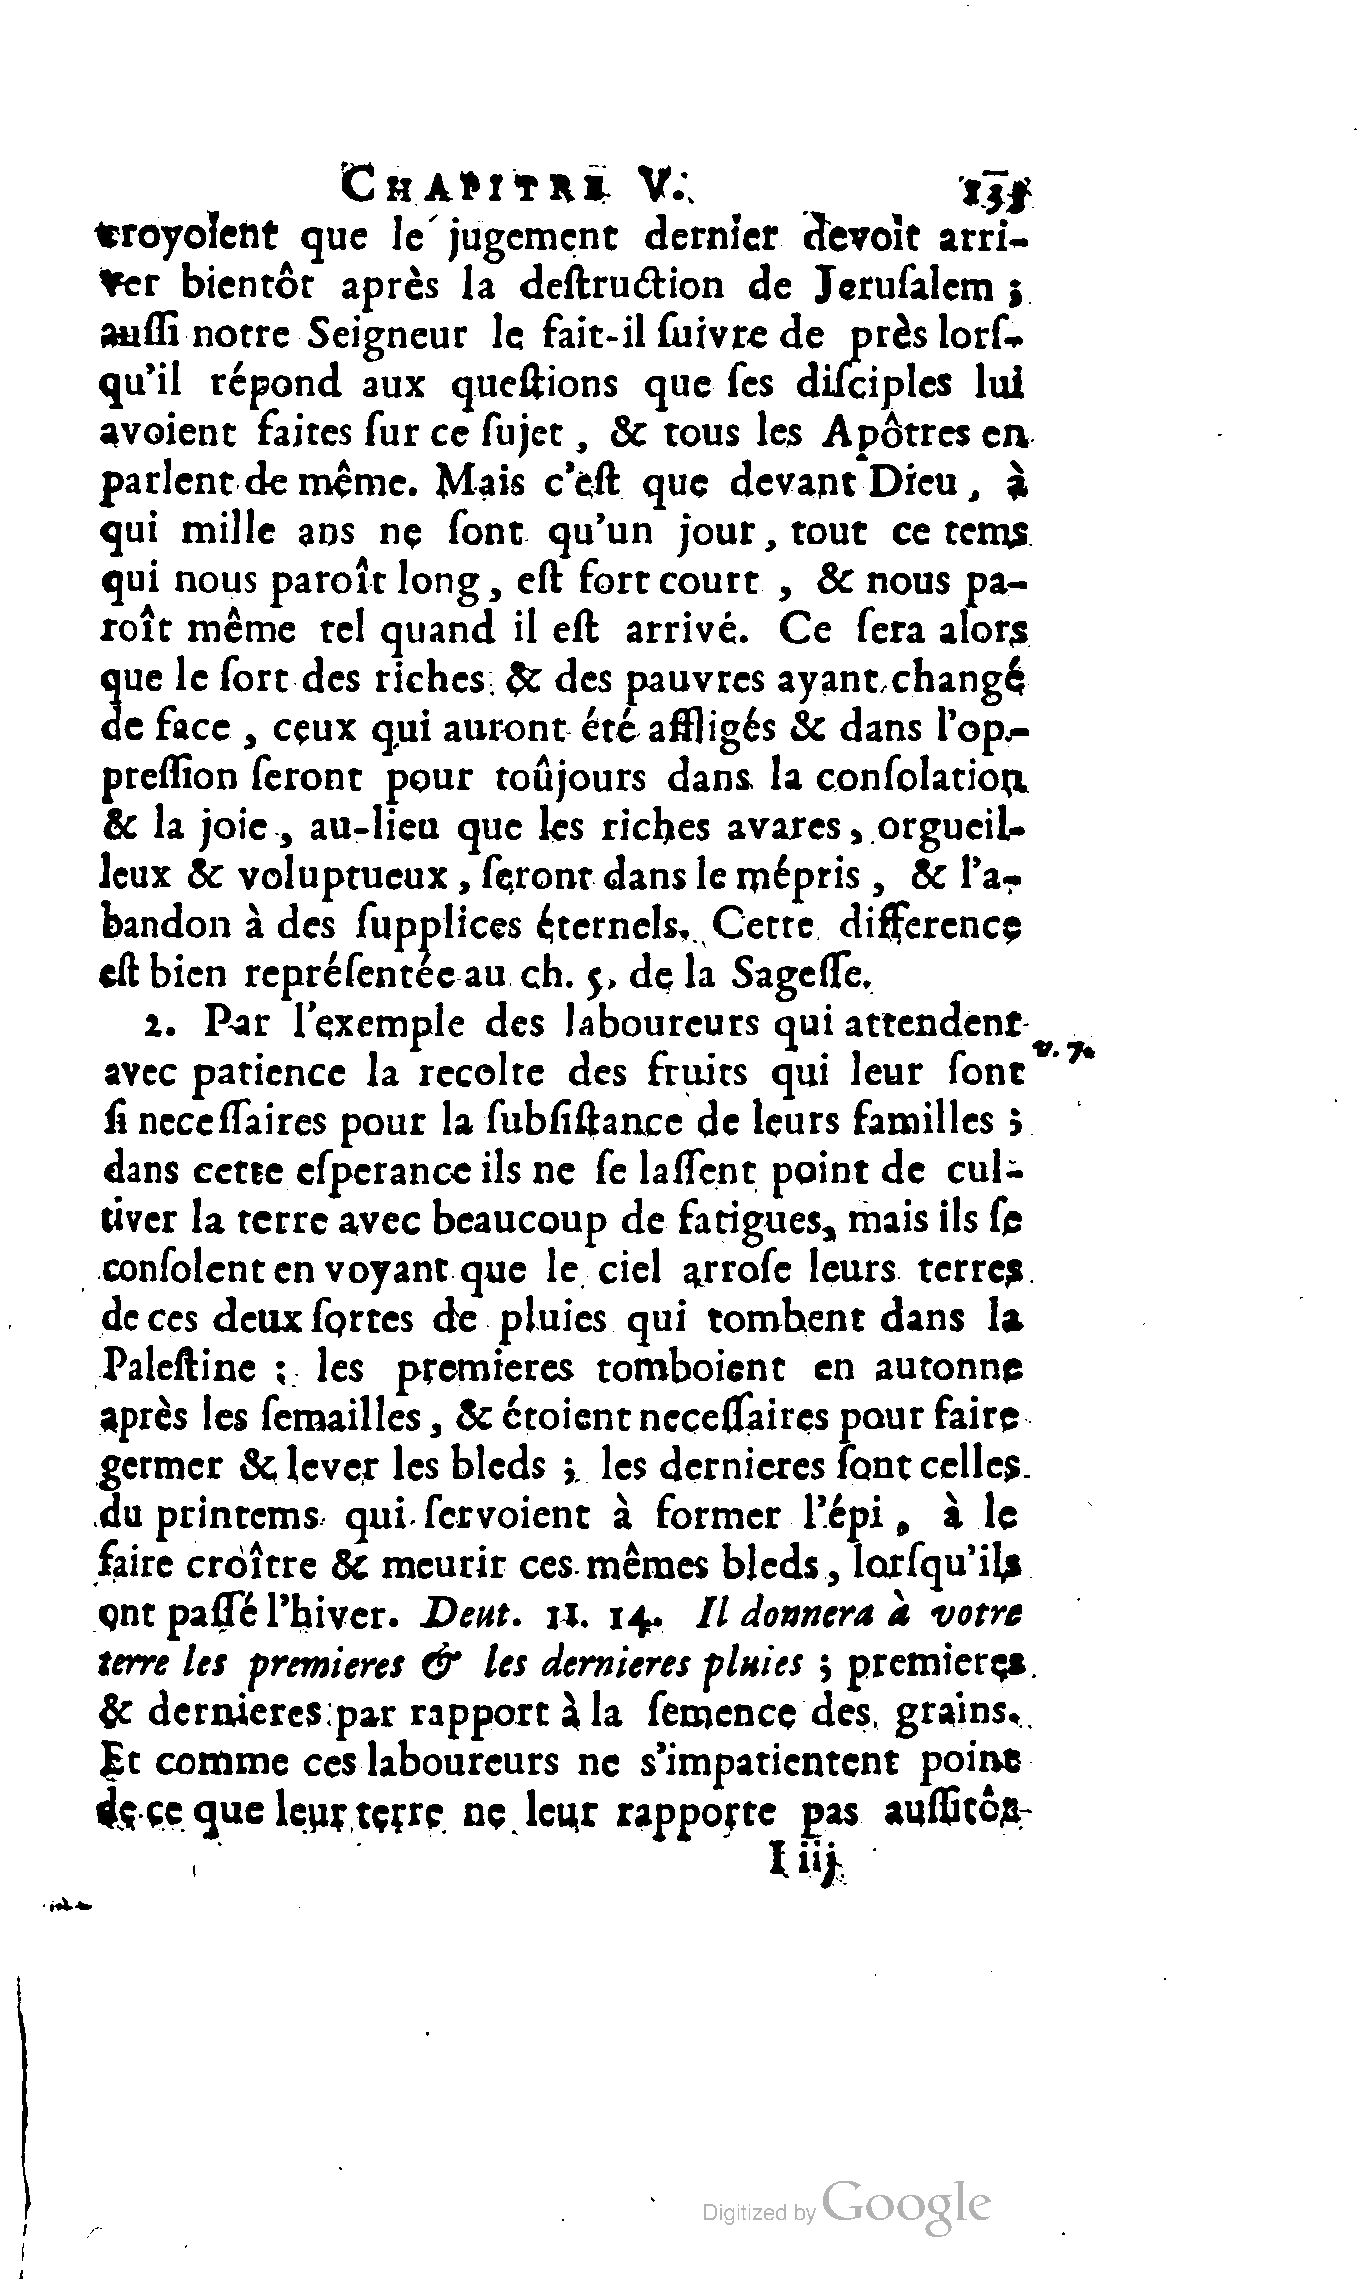 CHAPITRE V. 135
croyoient que le jugement dernier devoit arri-
ver bientôt après la deſtruction de Jeruſalem ;
auſſi notre Seigneur le fait-il ſuivre de près lorſ-
qu'il répond aux queſtions que ſes diſciples lui
avoient faites ſur ce ſujet, & tous les Apôtres en
parlent de même. Mais c'eſt que devant Dieu, à
qui mille ans ne ſont qu'un jour, tout ce tems
qui nous paroît long, eſt fort court, & nous pa-
roît même tel quand il eſt arrivé. Ce ſera alors
que le ſort des riches & des pauvres ayant changé
de face, ceux qui auront été affligés & dans l'op-
preſſion ſeront pour toûjours dans la conſolation
& la joie, au-lieu que les riches avares, orgueil-
leux & voluptueux, ſeront dans le mépris, & l'a-
bandon à des ſupplices éternels. Cette difference
eſt bien repréſentée au ch. 5. de la Sageſſe.
2. Par l'exemple des laboureurs qui attendent
v. 7.
avec patience la recolte des fruits qui leur ſont
ſi neceſſaires pour la ſubſiſtance de leurs familles ;
dans cette eſperance ils ne ſe laſſent point de cul-
tiver la terre avec beaucoup de fatigues, mais ils ſe
conſolent en voyant que le ciel arroſe leurs terres
de ces deux ſortes de pluies qui tombent dans la
Paleſtine ; les premieres tomboient en autonne
après les ſemailles, & étoient neceſſaires pour faire
germer & lever les bleds ; les dernieres ſont celles
du printems qui ſervoient à former l'épi, à le
faire croître & meurir ces mêmes bleds, lorſqu'ils
ont paſſé l'hiver. Deut. 11. 14. Il donnera à votre
terre les premieres & les dernieres pluies ; premieres
& dernieres par rapport à la ſemence des grains.
Et comme ces laboureurs ne s'impatientent point
de ce que leur terre ne leur rapporte pas auſſitôt
I iij
Digitized by Google